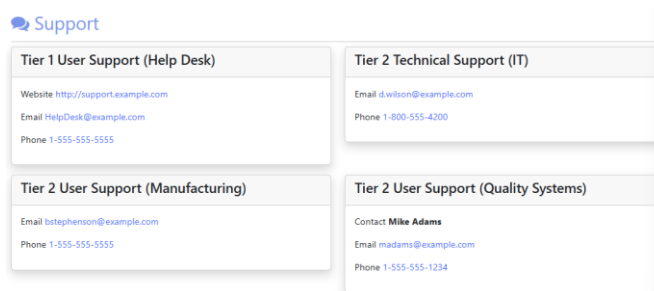 Support
Tier 1 User Support (Help Desk)
Website http://support.example.com
Email HelpDesk@example.com
Phone 1-555-555-5555
Tier 2 Technical Support (IT)
Email d.wilson@example.com
Phone 1-800-555-4200
Tier 2 User Support (Manufacturing)
Email bstephenson@example.com
Phone 1-555-555-5555
Tier 2 User Support (Quality Systems)
Contact Mike Adams
Email madams@example.com
Phone 1-555-555-1234